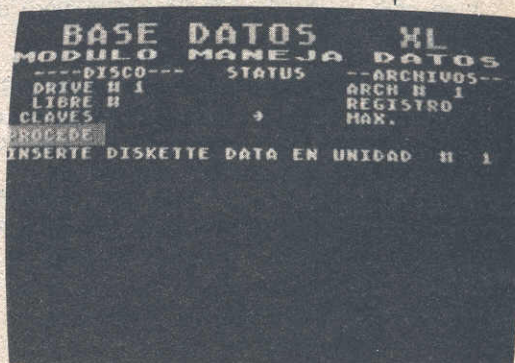 BASE DATOS XL
MODULO MANEJA DATOS
----DISCO--- STATUS --ARCHIVOS--
DRIVE # 1 ARCH # 1
LIBRE # REGISTRO
CLAVES → MAX.
PROCEDE
INSERTE DISKETTE DATA EN UNIDAD # 1